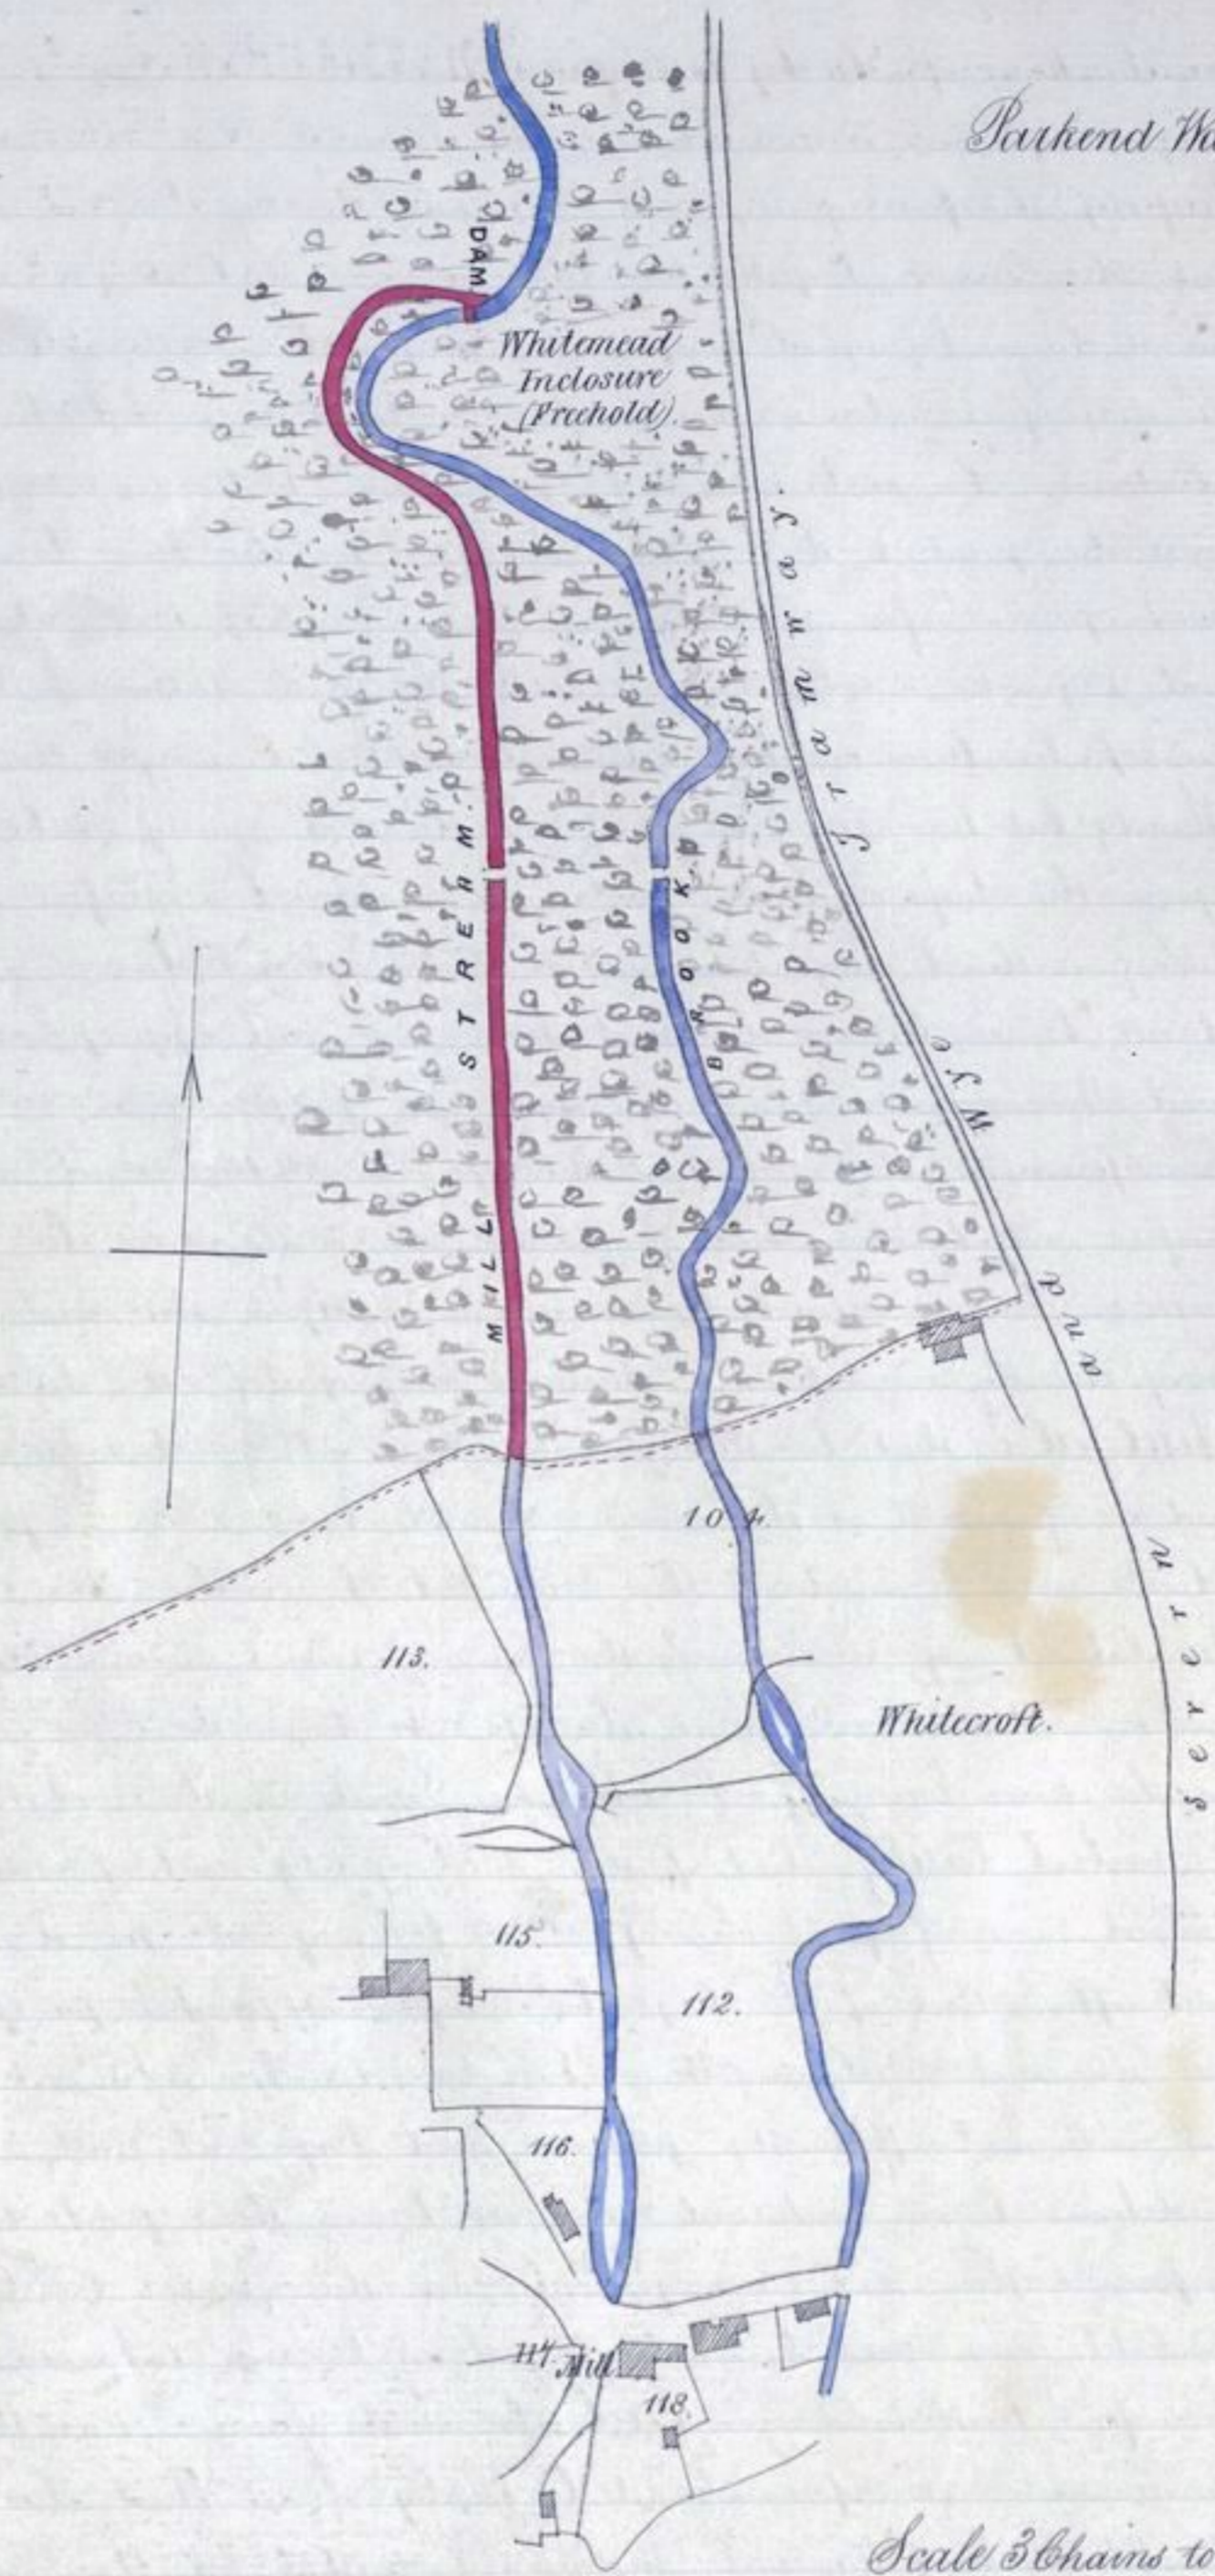 Parkend Wa
DAM
Whitemead
Inclosure
(Freehold).
MILL STREAM.
BROOK
Severn and Wye Tramway.
104.
113.
Whitecroft.
115.
112.
116.
117
Mill
118.
Scale 3 Chains to